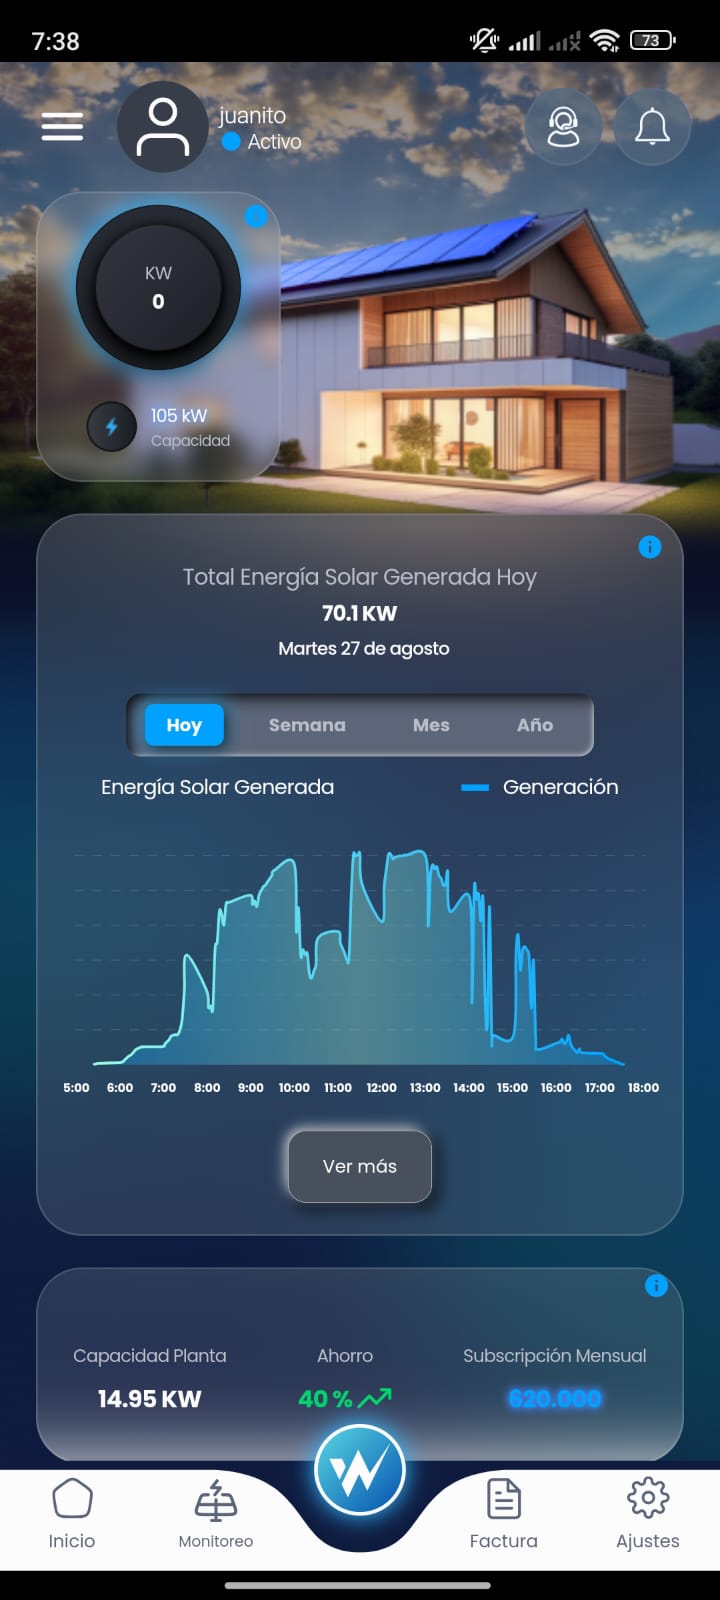 7:38
73
juanito
Activo
KW
0
105 kW
Capacidad
Total Energía Solar Generada Hoy
70.1 KW
Martes 27 de agosto
Hoy Semana Mes Año
Energía Solar Generada Generación
5:00 6:00 7:00 8:00 9:00 10:00 11:00 12:00 13:00 14:00 15:00 16:00 17:00 18:00
Ver más
Capacidad Planta Ahorro Subscripción Mensual
14.95 KW 40 % 620.000
Inicio Monitoreo Factura Ajustes